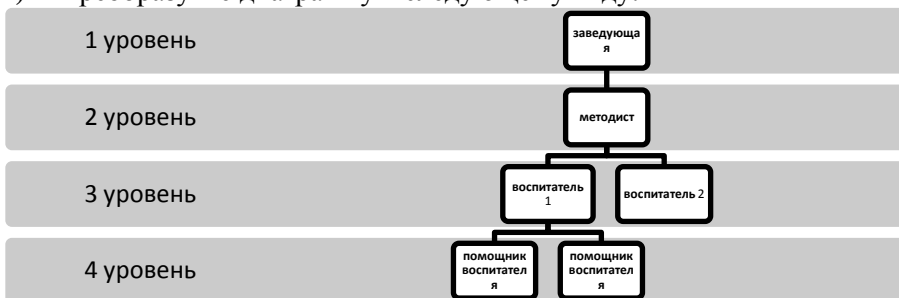 1 уровень
заведующа
я
2 уровень
методист
3 уровень
воспитатель
1
воспитатель 2
4 уровень
помощник
воспитател
я
помощник
воспитател
я